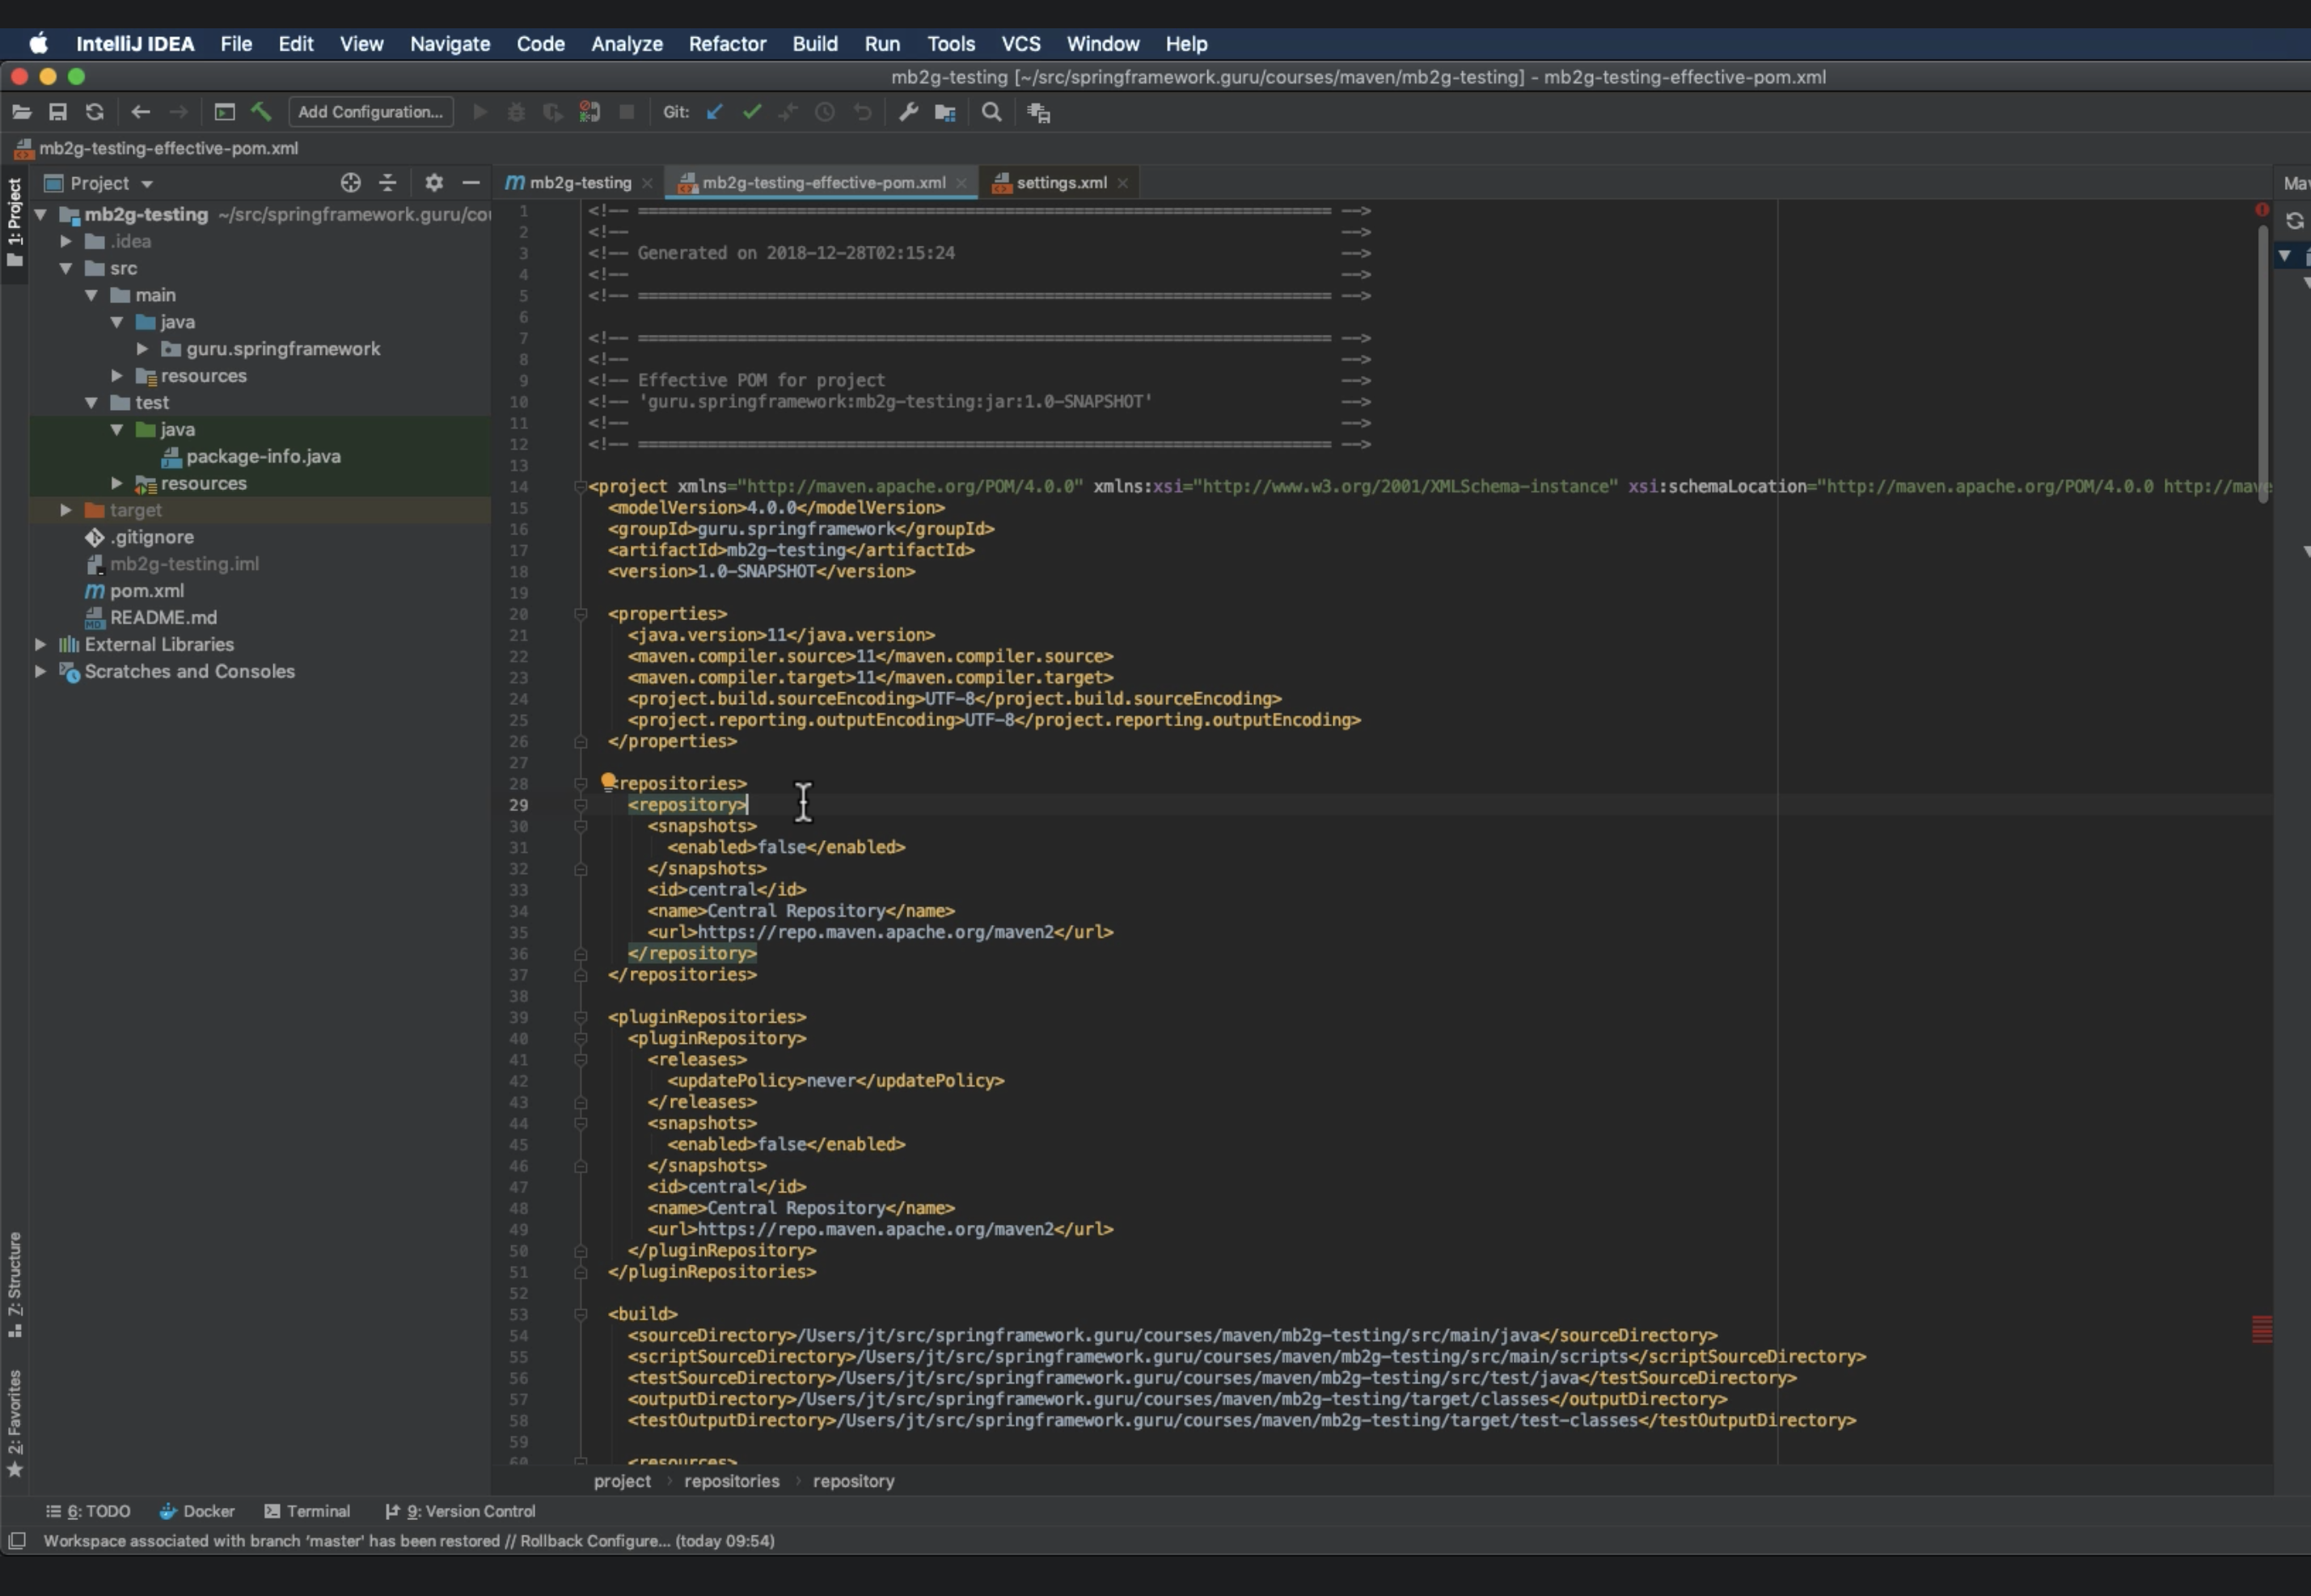 IntelliJ IDEA File Edit View Navigate Code Analyze Refactor Build Run Tools VCS Window Help
mb2g-testing [~/src/springframework.guru/courses/maven/mb2g-testing] - mb2g-testing-effective-pom.xml
Add Configuration... Git:
mb2g-testing-effective-pom.xml
1: Project
Project
mb2g-testing ~/src/springframework.guru/cou
.idea
src
main
java
guru.springframework
resources
test
java
package-info.java
resources
target
.gitignore
mb2g-testing.iml
pom.xml
README.md
External Libraries
Scratches and Consoles
7: Structure
2: Favorites
mb2g-testing mb2g-testing-effective-pom.xml settings.xml
1 <!-- ====================================================================== -->
2 <!-- -->
3 <!-- Generated on 2018-12-28T02:15:24 -->
4 <!-- -->
5 <!-- ====================================================================== -->
6
7 <!-- ====================================================================== -->
8 <!-- -->
9 <!-- Effective POM for project -->
10 <!-- 'guru.springframework:mb2g-testing:jar:1.0-SNAPSHOT' -->
11 <!-- -->
12 <!-- ====================================================================== -->
13
14 <project xmlns="http://maven.apache.org/POM/4.0.0" xmlns:xsi="http://www.w3.org/2001/XMLSchema-instance" xsi:schemaLocation="http://maven.apache.org/POM/4.0.0 http://mave
15 <modelVersion>4.0.0</modelVersion>
16 <groupId>guru.springframework</groupId>
17 <artifactId>mb2g-testing</artifactId>
18 <version>1.0-SNAPSHOT</version>
19
20 <properties>
21 <java.version>11</java.version>
22 <maven.compiler.source>11</maven.compiler.source>
23 <maven.compiler.target>11</maven.compiler.target>
24 <project.build.sourceEncoding>UTF-8</project.build.sourceEncoding>
25 <project.reporting.outputEncoding>UTF-8</project.reporting.outputEncoding>
26 </properties>
27
28 <repositories>
29 <repository>
30 <snapshots>
31 <enabled>false</enabled>
32 </snapshots>
33 <id>central</id>
34 <name>Central Repository</name>
35 <url>https://repo.maven.apache.org/maven2</url>
36 </repository>
37 </repositories>
38
39 <pluginRepositories>
40 <pluginRepository>
41 <releases>
42 <updatePolicy>never</updatePolicy>
43 </releases>
44 <snapshots>
45 <enabled>false</enabled>
46 </snapshots>
47 <id>central</id>
48 <name>Central Repository</name>
49 <url>https://repo.maven.apache.org/maven2</url>
50 </pluginRepository>
51 </pluginRepositories>
52
53 <build>
54 <sourceDirectory>/Users/jt/src/springframework.guru/courses/maven/mb2g-testing/src/main/java</sourceDirectory>
55 <scriptSourceDirectory>/Users/jt/src/springframework.guru/courses/maven/mb2g-testing/src/main/scripts</scriptSourceDirectory>
56 <testSourceDirectory>/Users/jt/src/springframework.guru/courses/maven/mb2g-testing/src/test/java</testSourceDirectory>
57 <outputDirectory>/Users/jt/src/springframework.guru/courses/maven/mb2g-testing/target/classes</outputDirectory>
58 <testOutputDirectory>/Users/jt/src/springframework.guru/courses/maven/mb2g-testing/target/test-classes</testOutputDirectory>
59
60 <resources>
project repositories repository
Mav
6: TODO Docker Terminal 9: Version Control
Workspace associated with branch 'master' has been restored // Rollback Configure... (today 09:54)